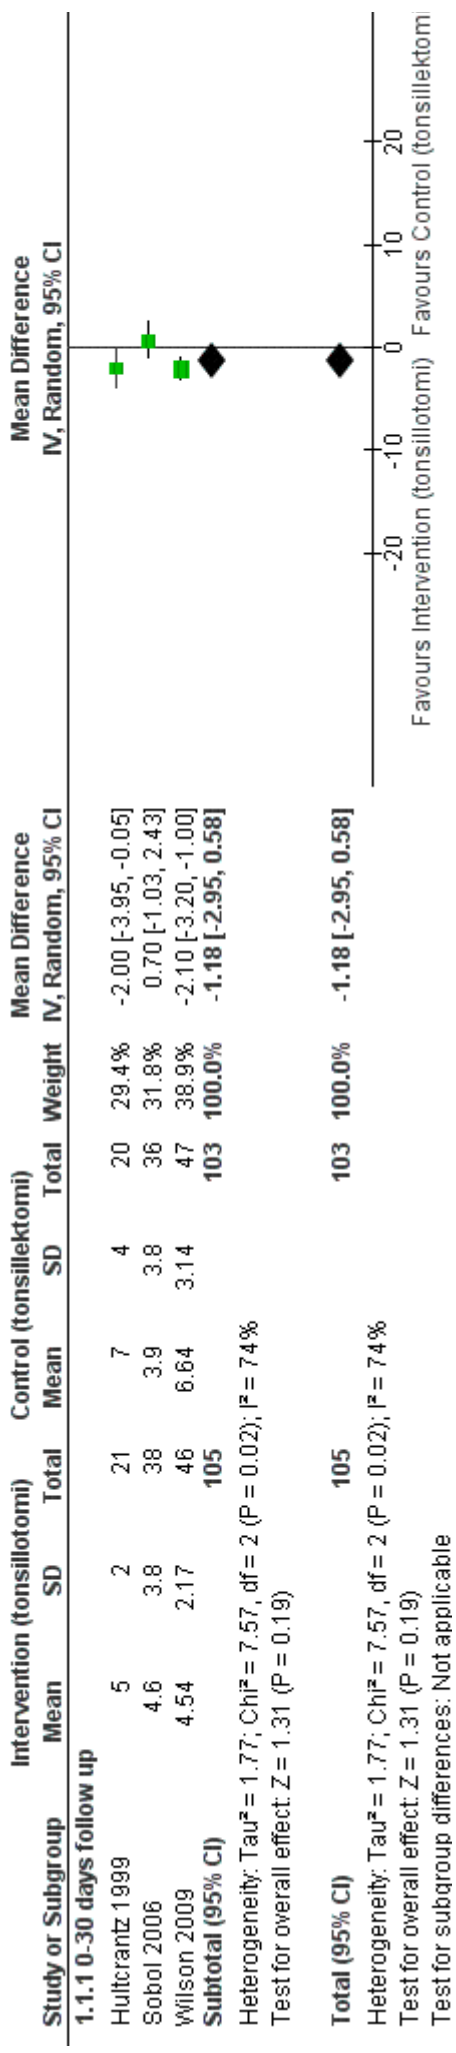 Intervention (tonsillotomi) Control (tonsillektomi) Mean Difference Mean Difference
Study or Subgroup Mean SD Total Mean SD Total Weight IV, Random, 95% CI IV, Random, 95% CI
1.1.1 0-30 days follow up
Hultcrantz 1999 5 2 21 7 4 20 29.4% -2.00 [-3.95, -0.05]
Sobol 2006 4.6 3.8 38 3.9 3.8 36 31.8% 0.70 [-1.03, 2.43]
Wilson 2009 4.54 2.17 46 6.64 3.14 47 38.9% -2.10 [-3.20, -1.00]
Subtotal (95% CI) 105 103 100.0% -1.18 [-2.95, 0.58]
Heterogeneity: Tau² = 1.77; Chi² = 7.57, df = 2 (P = 0.02); I² = 74%
Test for overall effect: Z = 1.31 (P = 0.19)
Total (95% CI) 105 103 100.0% -1.18 [-2.95, 0.58]
Heterogeneity: Tau² = 1.77; Chi² = 7.57, df = 2 (P = 0.02); I² = 74%
Test for overall effect: Z = 1.31 (P = 0.19)
Test for subgroup differences: Not applicable
-20 -10 0 10 20
Favours Intervention (tonsillotomi) Favours Control (tonsillektomi